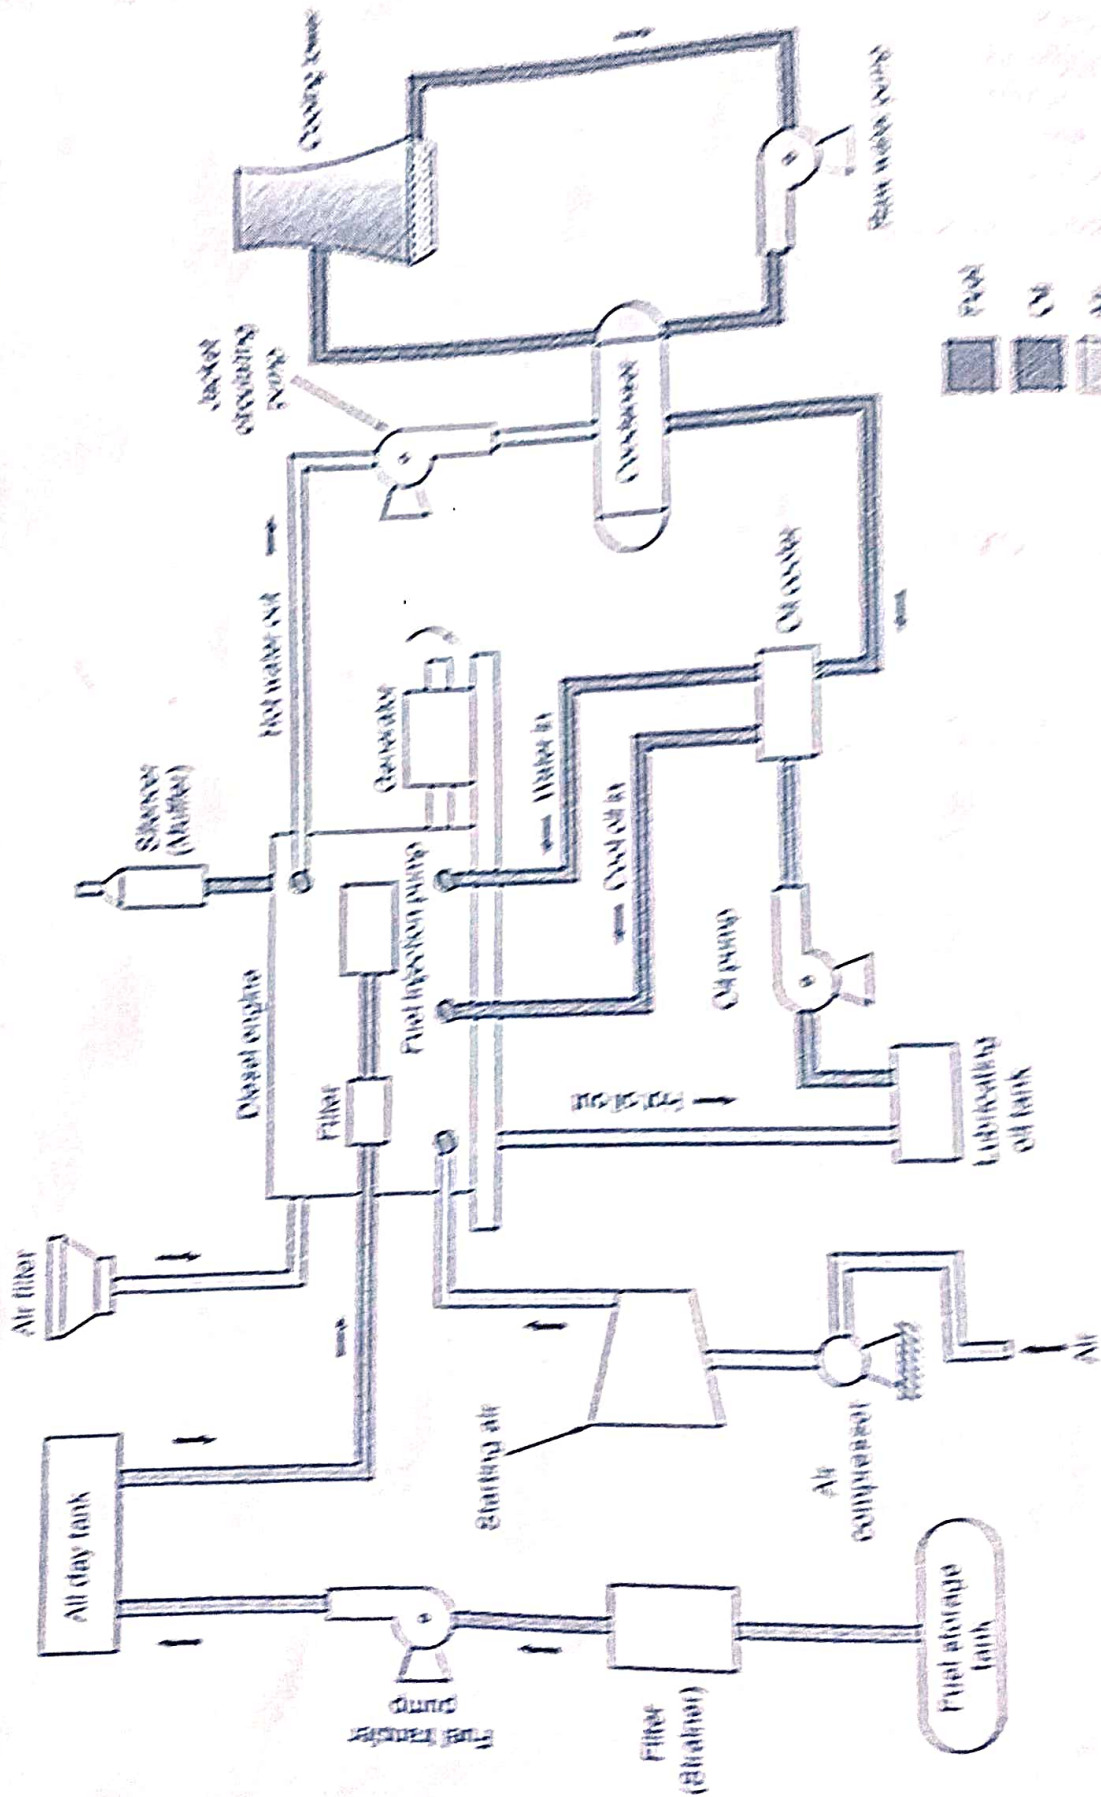 Cooling tower
Jacket
circulating
pump
Raw water pump
Condenser
Hot water out
Silencer
(Muffler)
Generator
Water in
Cool oil in
Oil cooler
Diesel engine
Fuel injection pump
Filter
Oil pump
Hot oil out
Lubricating
oil tank
Air filter
All day tank
Starting air
Air
compressor
Air
Fuel transfer
pump
Filter
(Strainer)
Fuel storage
tank
Fuel
Oil